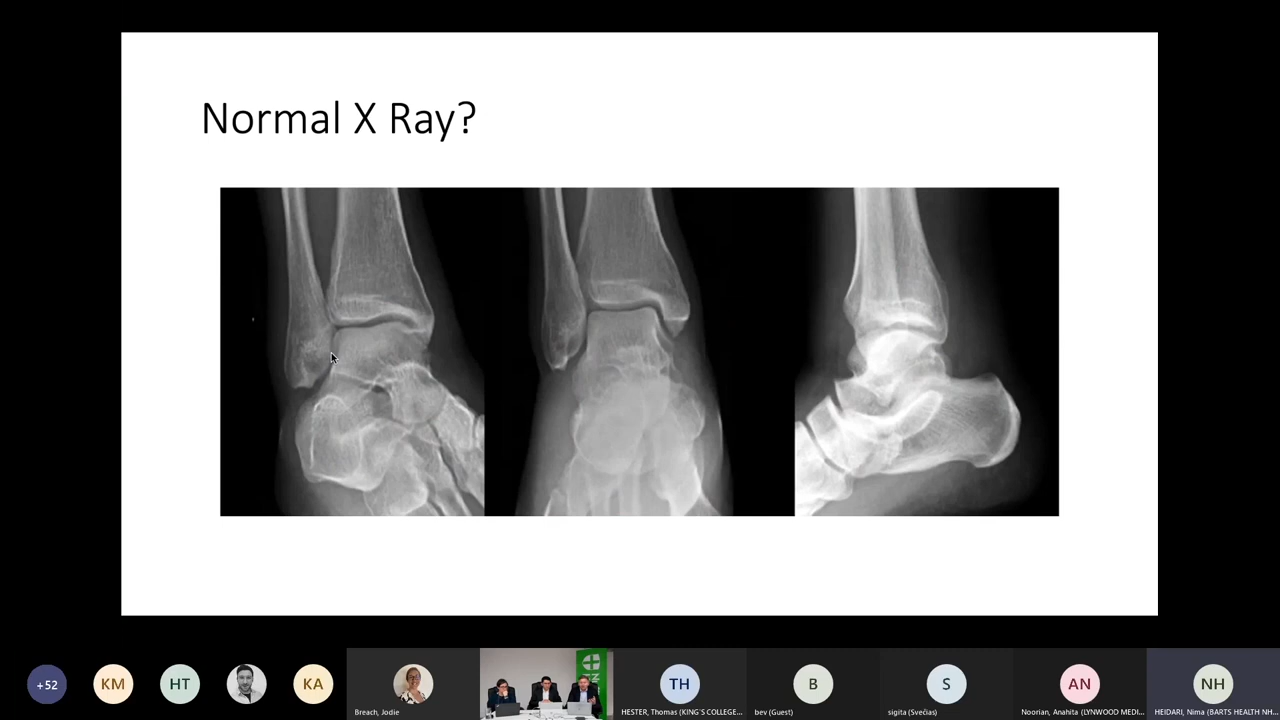 Normal X Ray?
+52
KM
HT
KA
Breach, Jodie
TH
HESTER, Thomas (KING'S COLLEGE...
B
bev (Guest)
S
sigita (Svečias)
AN
Noorian, Anahita (LYNWOOD MEDI...
NH
HEIDARI, Nima (BARTS HEALTH NH...